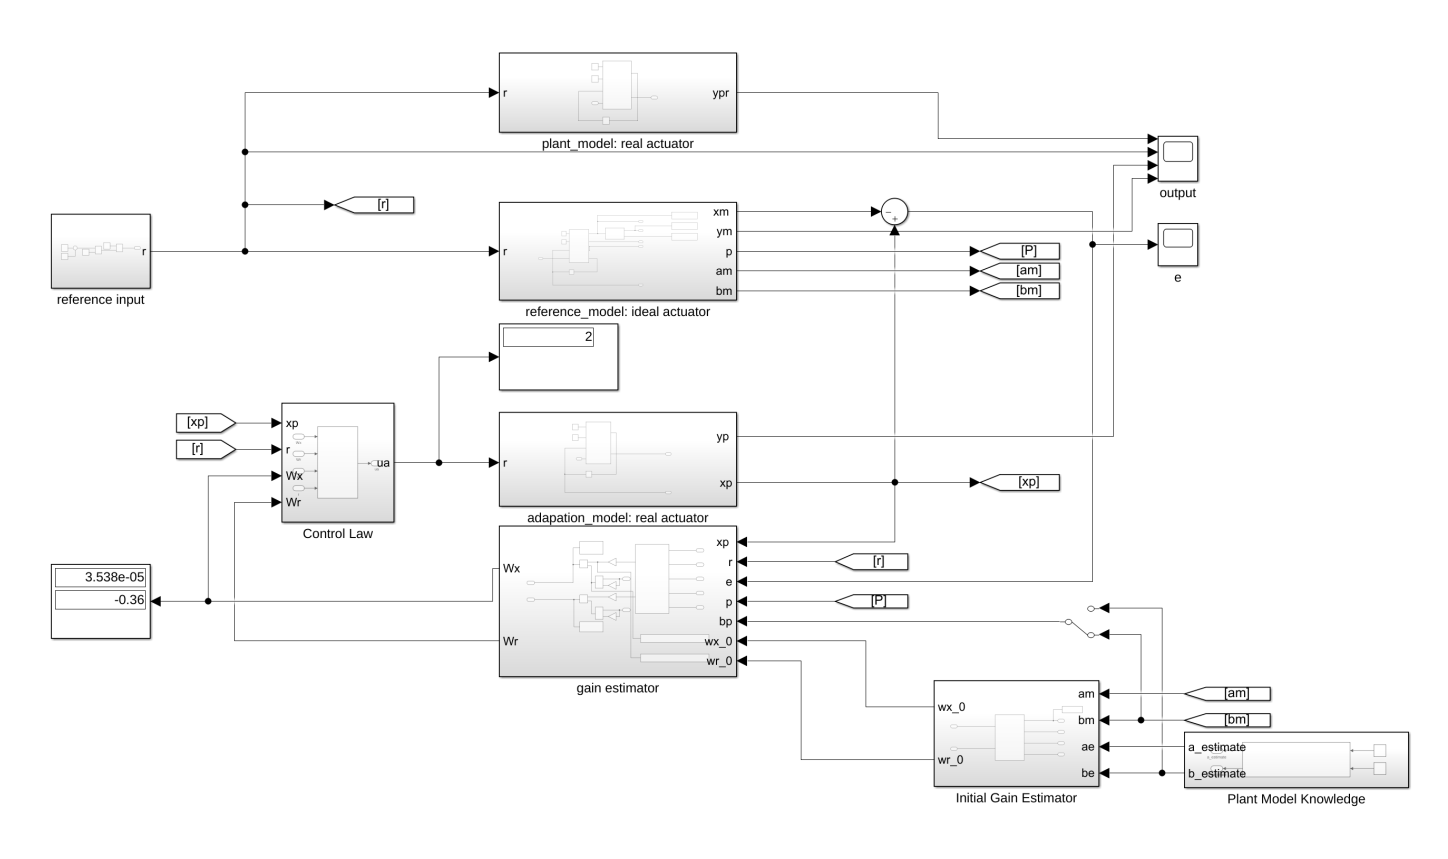 r
ypr
plant_model: real actuator
output
[r]
r
reference input
r
xm
ym
p
am
bm
reference_model: ideal actuator
−
+
[P]
[am]
[bm]
e
2
[xp]
[r]
xp
r
Wx
Wr
ua
Control Law
r
yp
xp
adapation_model: real actuator
[xp]
3.538e-05
-0.36
Wx
Wr
xp
r
e
p
bp
wx_0
wr_0
gain estimator
[r]
[P]
wx_0
wr_0
am
bm
ae
be
Initial Gain Estimator
[am]
[bm]
a_estimate
b_estimate
Plant Model Knowledge